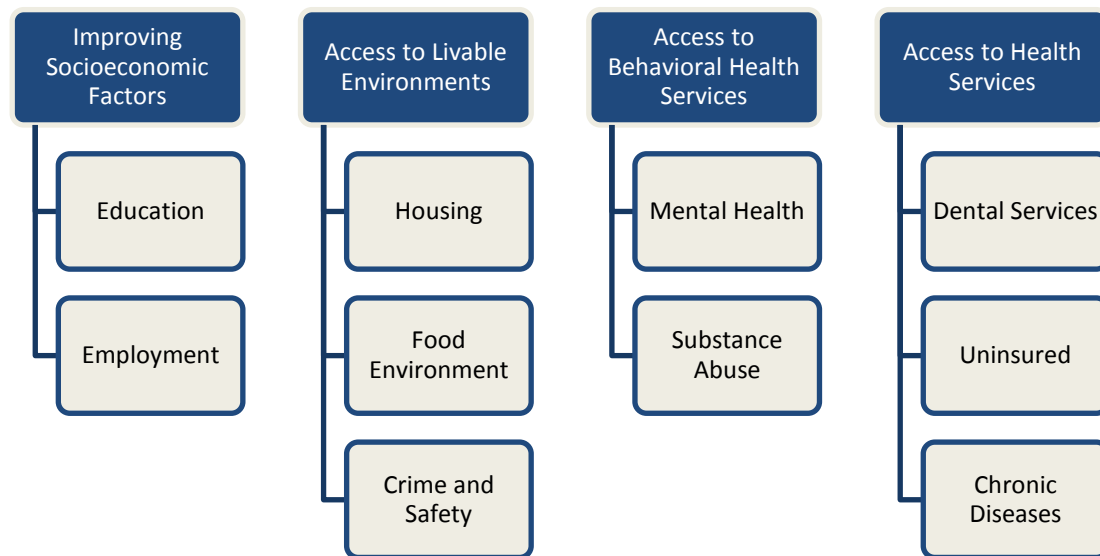 Improving
Socioeconomic
Factors
Education
Employment
Access to Livable
Environments
Housing
Food
Environment
Crime and
Safety
Access to
Behavioral Health
Services
Mental Health
Substance
Abuse
Access to Health
Services
Dental Services
Uninsured
Chronic
Diseases